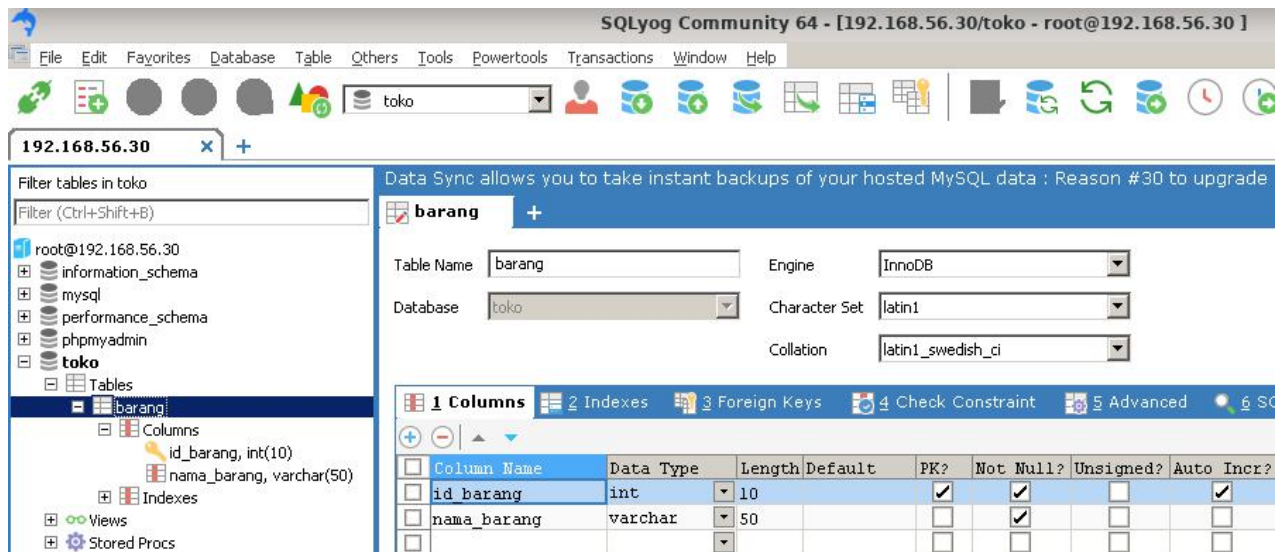 SQLyog Community 64 - [192.168.56.30/toko - root@192.168.56.30 ]
File Edit Favorites Database Table Others Tools Powertools Transactions Window Help
toko
192.168.56.30
Filter tables in toko
Filter (Ctrl+Shift+B)
root@192.168.56.30
information_schema
mysql
performance_schema
phpmyadmin
toko
Tables
barang
Columns
id_barang, int(10)
nama_barang, varchar(50)
Indexes
Views
Stored Procs
Data Sync allows you to take instant backups of your hosted MySQL data : Reason #30 to upgrade
barang
Table Name barang Engine InnoDB
Database toko Character Set latin1
Collation latin1_swedish_ci
1 Columns 2 Indexes 3 Foreign Keys 4 Check Constraint 5 Advanced 6 SQ
Column Name Data Type Length Default PK? Not Null? Unsigned? Auto Incr?
id_barang int 10
nama_barang varchar 50